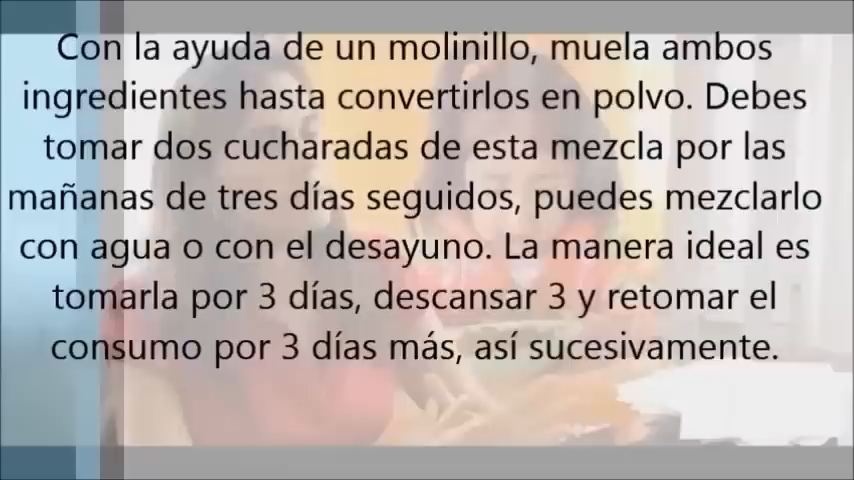 Con la ayuda de un molinillo, muela ambos
ingredientes hasta convertirlos en polvo. Debes
tomar dos cucharadas de esta mezcla por las
mañanas de tres días seguidos, puedes mezclarlo
con agua o con el desayuno. La manera ideal es
tomarla por 3 días, descansar 3 y retomar el
consumo por 3 días más, así sucesivamente.